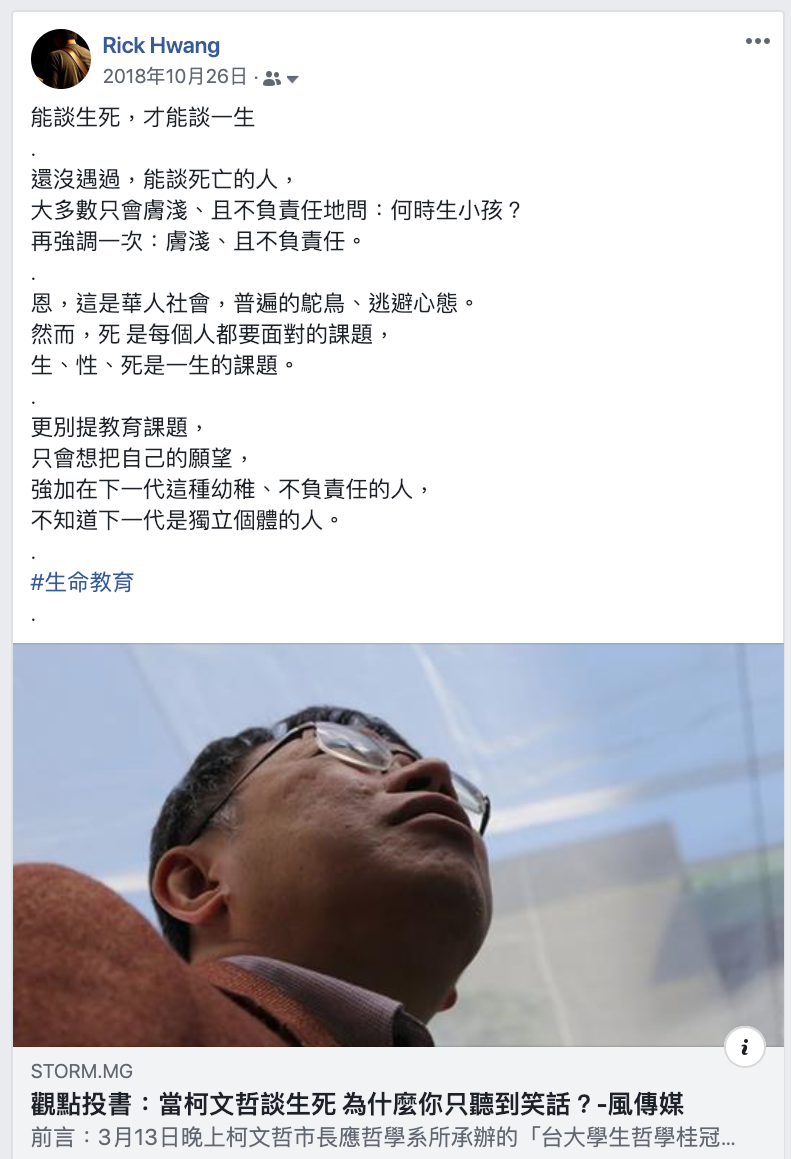 Rick Hwang
2018年10月26日 ·
能談生死，才能談一生
.
還沒遇過，能談死亡的人，
大多數只會膚淺、且不負責任地問：何時生小孩？
再強調一次：膚淺、且不負責任。
.
恩，這是華人社會，普遍的鴕鳥、逃避心態。
然而，死 是每個人都要面對的課題，
生、性、死是一生的課題。
.
更別提教育課題，
只會想把自己的願望，
強加在下一代這種幼稚、不負責任的人，
不知道下一代是獨立個體的人。
.
#生命教育
.
i
STORM.MG
觀點投書：當柯文哲談生死 為什麼你只聽到笑話？-風傳媒
前言：3月13日晚上柯文哲市長應哲學系所承辦的「台大學生哲學桂冠...